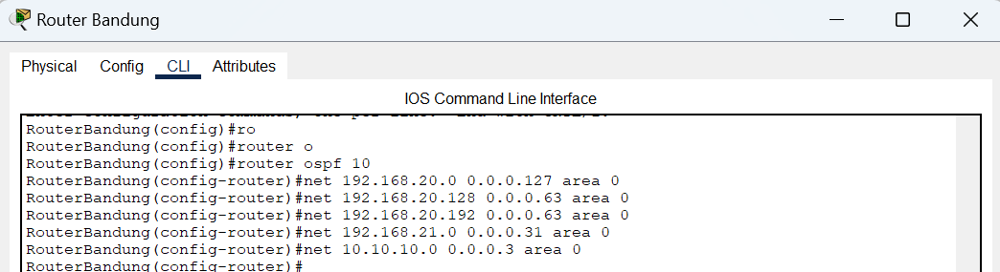 Router Bandung
Physical Config CLI Attributes
IOS Command Line Interface
RouterBandung(config)#ro
RouterBandung(config)#router o
RouterBandung(config)#router ospf 10
RouterBandung(config-router)#net 192.168.20.0 0.0.0.127 area 0
RouterBandung(config-router)#net 192.168.20.128 0.0.0.63 area 0
RouterBandung(config-router)#net 192.168.20.192 0.0.0.63 area 0
RouterBandung(config-router)#net 192.168.21.0 0.0.0.31 area 0
RouterBandung(config-router)#net 10.10.10.0 0.0.0.3 area 0
RouterBandung(config-router)#